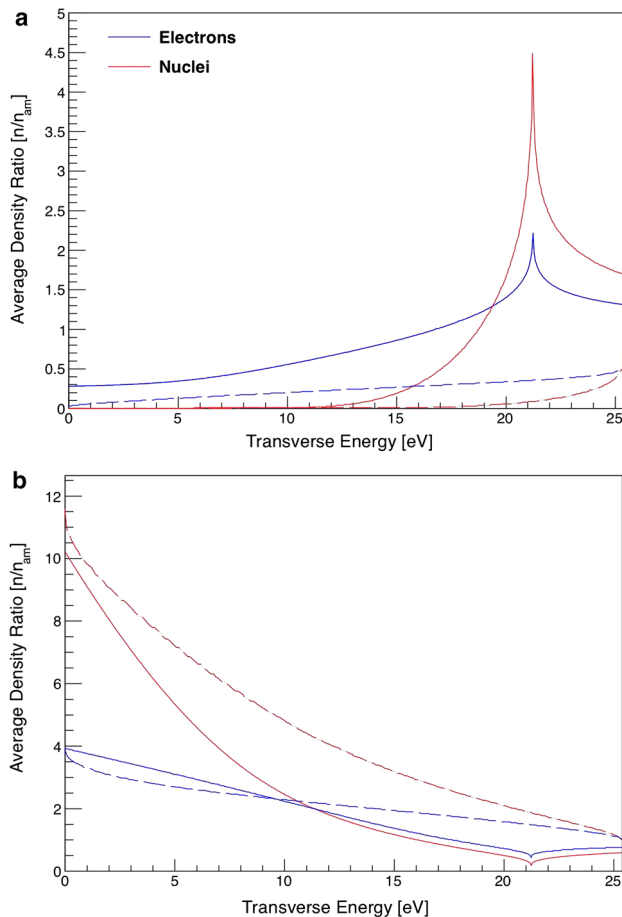 a
Electrons
Nuclei
Average Density Ratio [n/n_am]
5
4.5
4
3.5
3
2.5
2
1.5
1
0.5
0
0 5 10 15 20 25
Transverse Energy [eV]
b
Average Density Ratio [n/n_am]
12
10
8
6
4
2
0
0 5 10 15 20 25
Transverse Energy [eV]